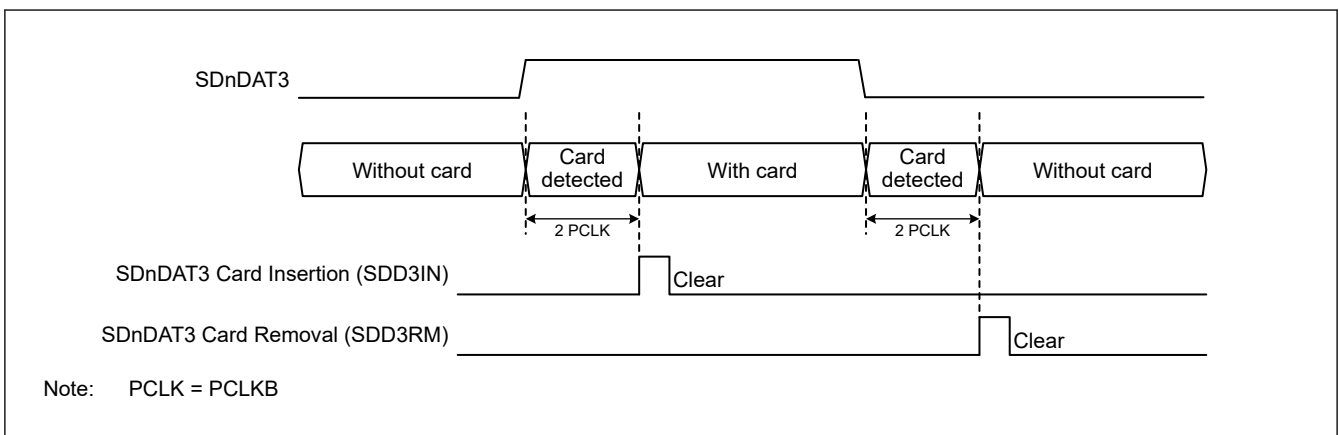 SDnDAT3
Without card
Card
detected
With card
Card
detected
Without card
2 PCLK
2 PCLK
SDnDAT3 Card Insertion (SDD3IN)
Clear
SDnDAT3 Card Removal (SDD3RM)
Clear
Note: PCLK = PCLKB